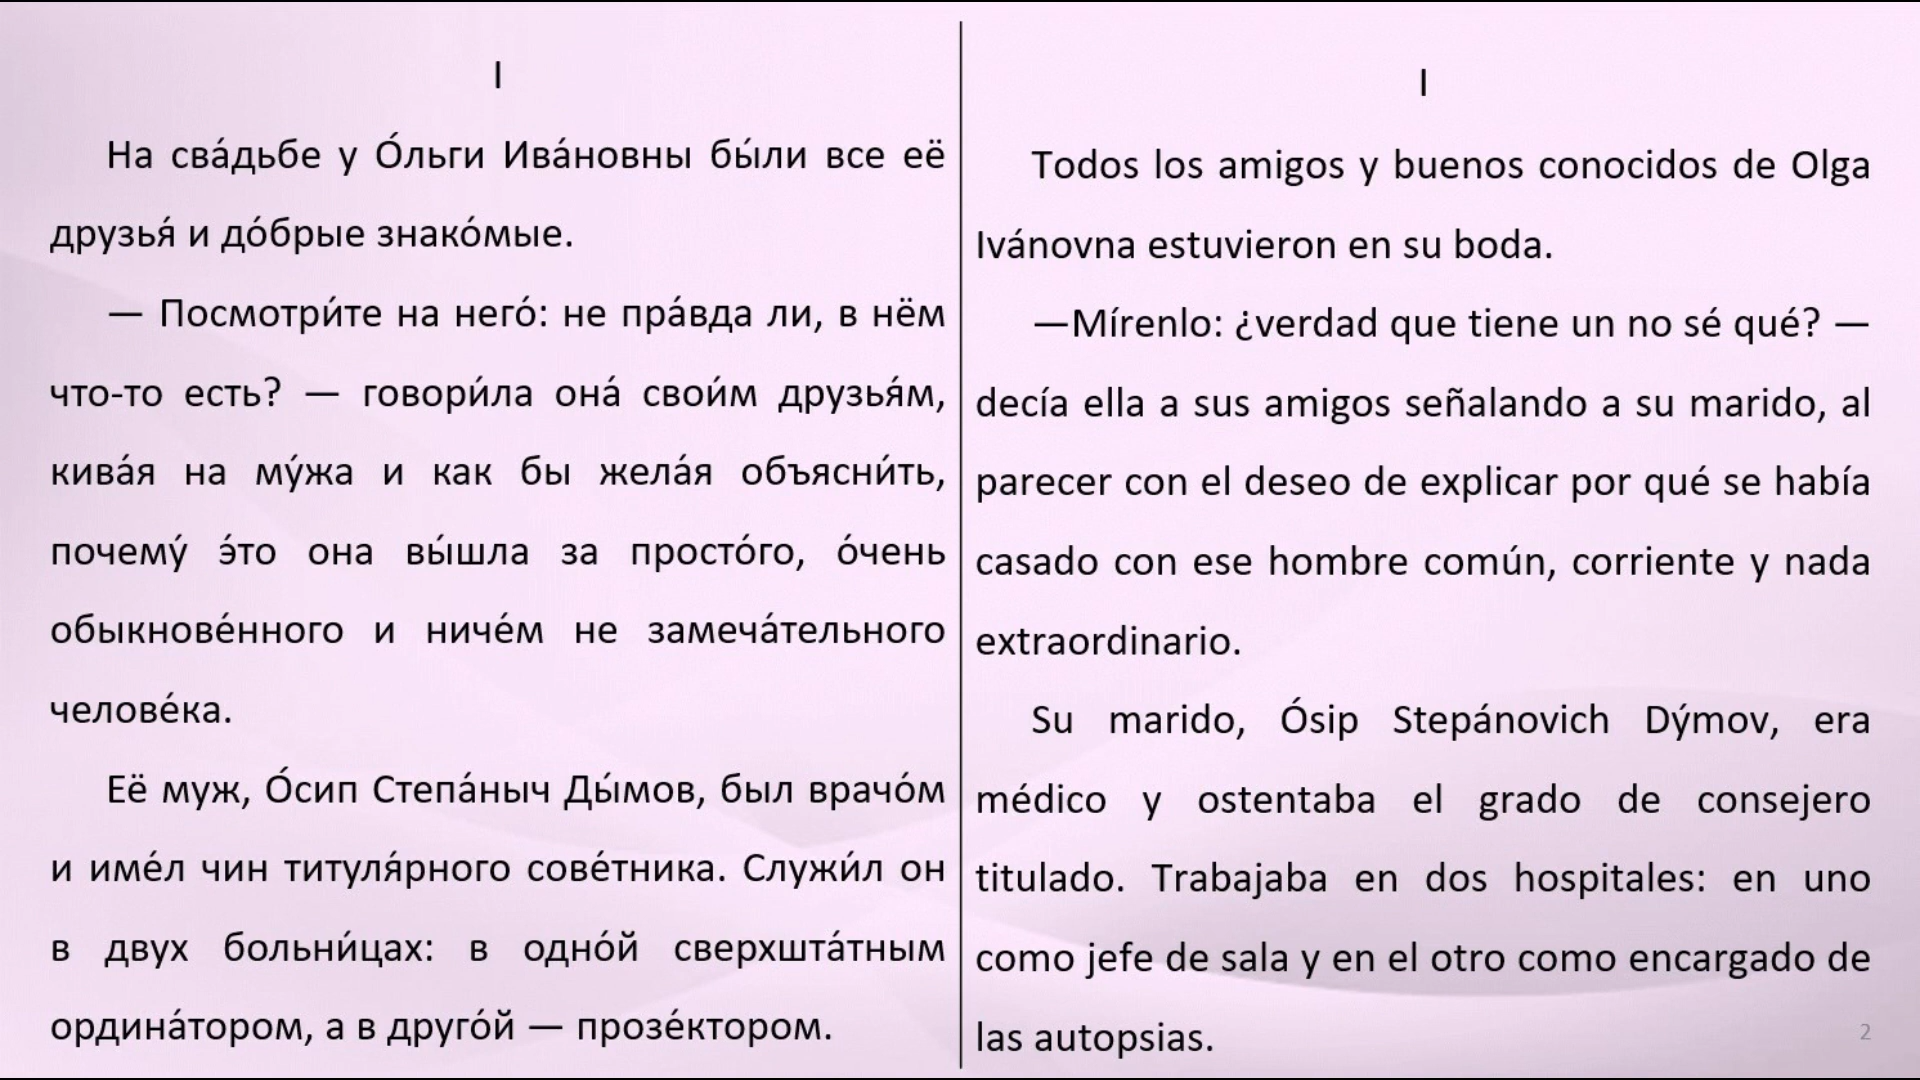 I
На сва́дьбе у О́льги Ива́новны бы́ли все её
друзья́ и до́брые знако́мые.
— Посмотри́те на него́: не пра́вда ли, в нём
что-то есть? — говори́ла она́ свои́м друзья́м,
кива́я на му́жа и как бы жела́я объясни́ть,
почему́ э́то она вы́шла за просто́го, о́чень
обыкнове́нного и ниче́м не замеча́тельного
челове́ка.
Её муж, О́сип Степа́ныч Ды́мов, был врачо́м
и име́л чин титуля́рного сове́тника. Служи́л он
в двух больни́цах: в одно́й сверхшта́тным
ордина́тором, а в друго́й — прозе́ктором.
I
Todos los amigos y buenos conocidos de Olga
Ivánovna estuvieron en su boda.
—Mírenlo: ¿verdad que tiene un no sé qué? —
decía ella a sus amigos señalando a su marido, al
parecer con el deseo de explicar por qué se había
casado con ese hombre común, corriente y nada
extraordinario.
Su marido, Ósip Stepánovich Dýmov, era
médico y ostentaba el grado de consejero
titulado. Trabajaba en dos hospitales: en uno
como jefe de sala y en el otro como encargado de
las autopsias.
2